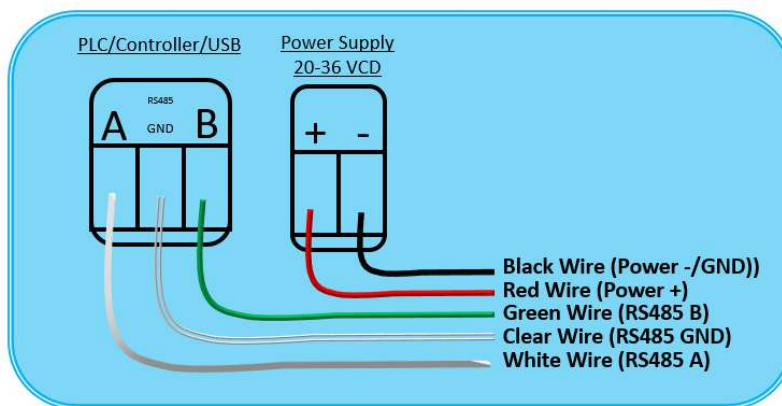 PLC/Controller/USB
Power Supply
20-36 VCD
RS485
A GND B
+ -
Black Wire (Power -/GND))
Red Wire (Power +)
Green Wire (RS485 B)
Clear Wire (RS485 GND)
White Wire (RS485 A)